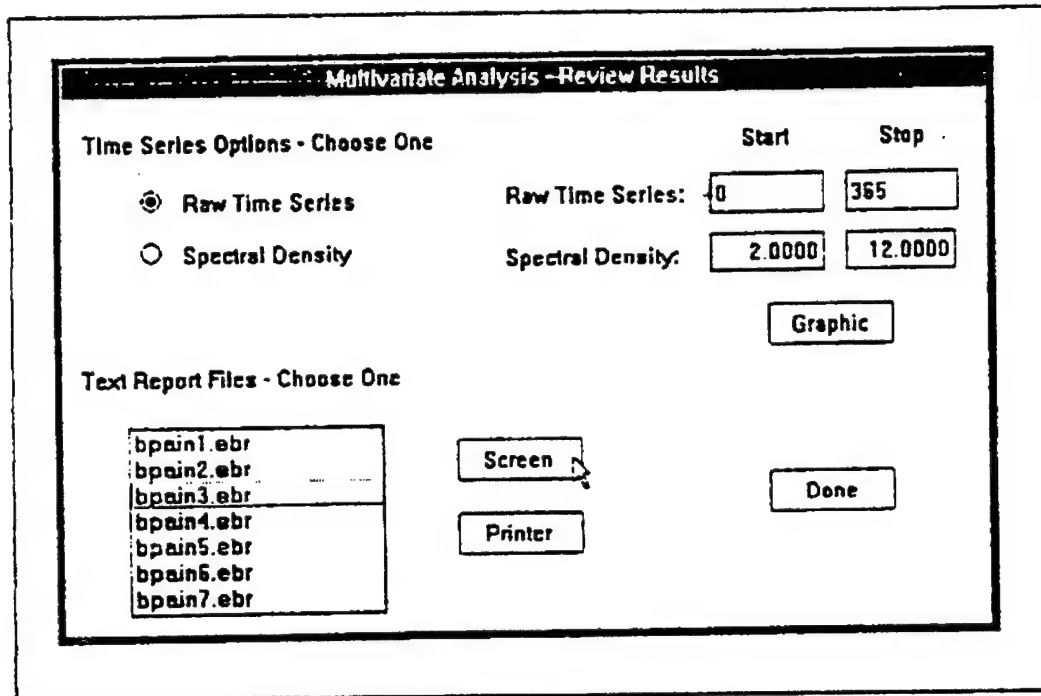 Multivariate Analysis - Review Results
Time Series Options - Choose One
Start
Stop
Raw Time Series
Raw Time Series:
0
365
Spectral Density
Spectral Density:
2.0000
12.0000
Graphic
Text Report Files - Choose One
bpain1.ebr
bpain2.ebr
bpain3.ebr
bpain4.ebr
bpain5.ebr
bpain6.ebr
bpain7.ebr
Screen
Printer
Done